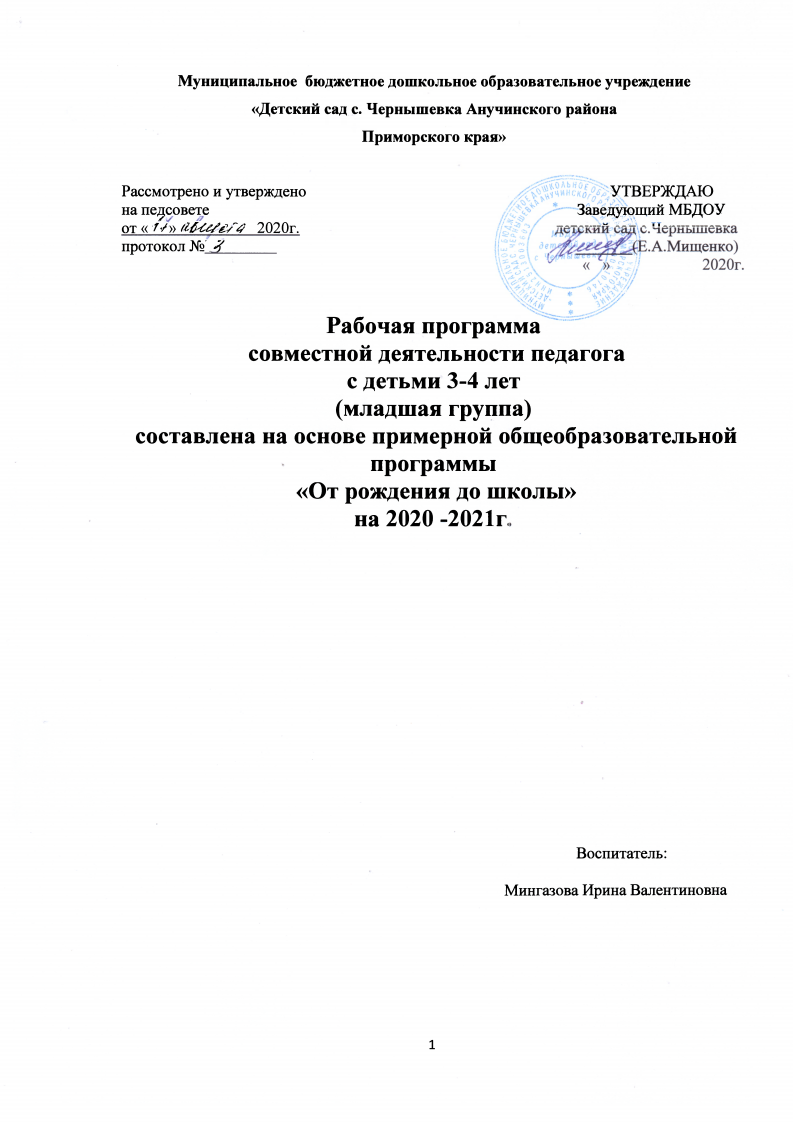 Муниципальное бюджетное дошкольное образовательное учреждение
«Детский сад с. Чернышевка Анучинского района
Приморского края»
Рассмотрено и утверждено
на педсовете
от «17» августа 2020г.
протокол № 3
УТВЕРЖДАЮ
Заведующий МБДОУ
детский сад с.Чернышевка
(Е.А.Мищенко)
« » 2020г.
Рабочая программа
совместной деятельности педагога
с детьми 3-4 лет
(младшая группа)
составлена на основе примерной общеобразовательной
программы
«От рождения до школы»
на 2020 -2021г.
Воспитатель:
Мингазова Ирина Валентиновна
1